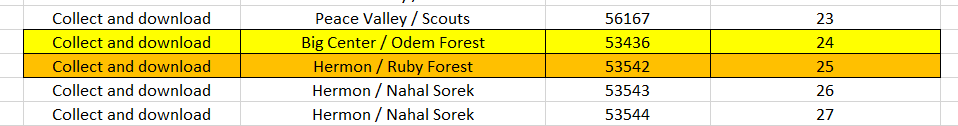 Collect and download Peace Valley / Scouts 56167 23
Collect and download Big Center / Odem Forest 53436 24
Collect and download Hermon / Ruby Forest 53542 25
Collect and download Hermon / Nahal Sorek 53543 26
Collect and download Hermon / Nahal Sorek 53544 27